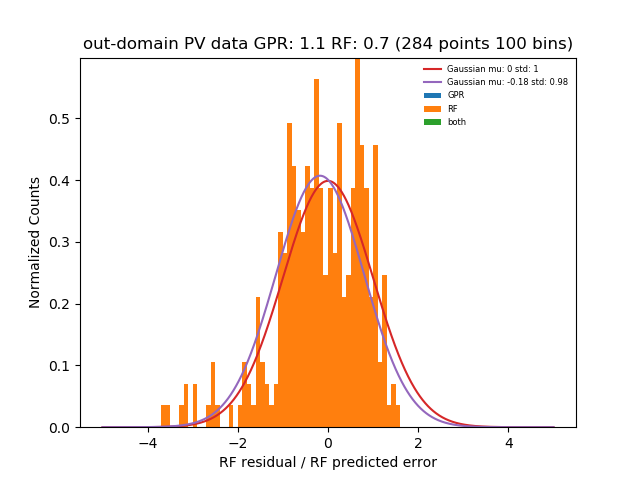 out-domain PV data GPR: 1.1 RF: 0.7 (284 points 100 bins)
Gaussian mu: 0 std: 1
Gaussian mu: -0.18 std: 0.98
GPR
RF
both
Normalized Counts
0.5
0.4
0.3
0.2
0.1
0.0
−4 −2 0 2 4
RF residual / RF predicted error